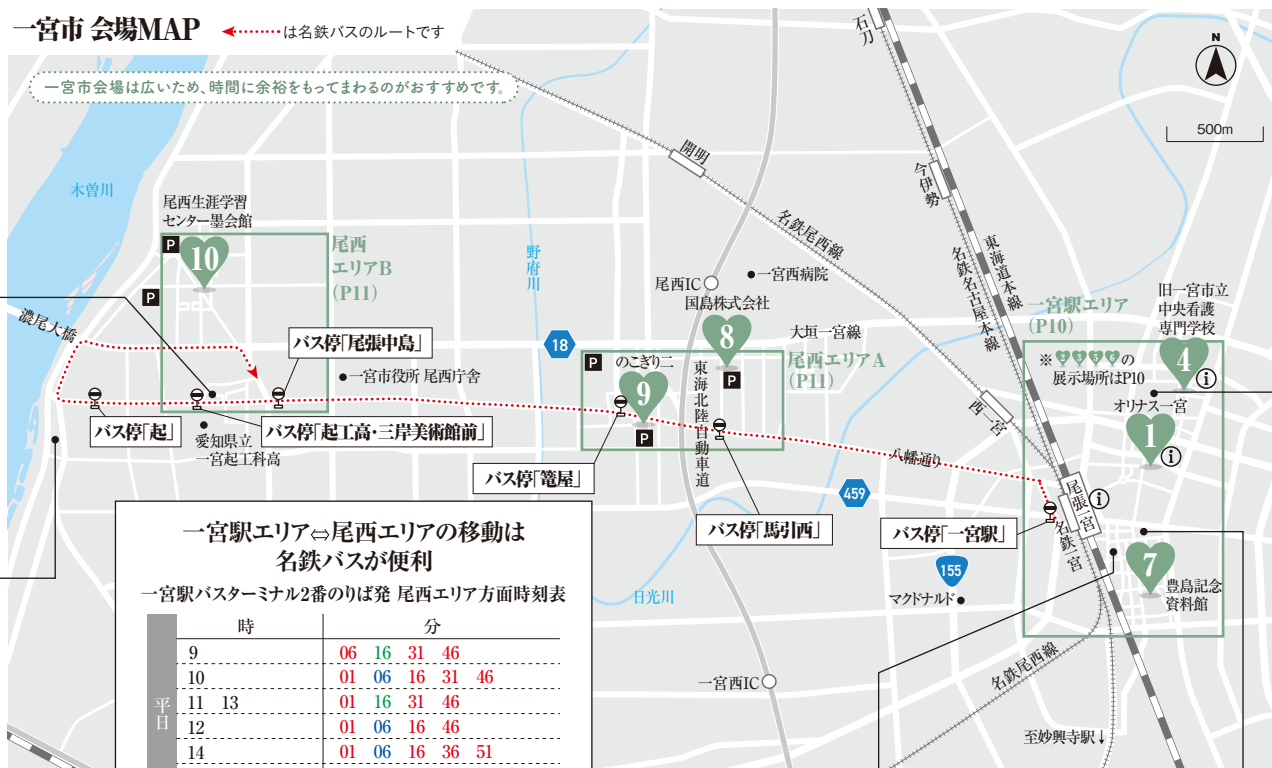 一宮市 会場MAP
は名鉄バスのルートです
一宮市会場は広いため、時間に余裕をもってまわるのがおすすめです。
N
500m
石刀
開明
今伊勢
名鉄尾西線
東海道本線
名鉄名古屋本線
木曽川
野府川
尾西生涯学習
センター墨会館
P
10
P
尾西
エリアB
(P11)
濃尾大橋
バス停「尾張中島」
一宮市役所 尾西庁舎
バス停「起」
バス停「起工高・三岸美術館前」
愛知県立
一宮起工科高
尾西IC
一宮西病院
国島株式会社
8
P
大垣一宮線
尾西エリアA
(P11)
18
P
のこぎり二
9
P
東海北陸自動車道
バス停「篭屋」
バス停「馬引西」
八幡通り
459
西一宮
一宮駅エリア
(P10)
旧一宮市立
中央看護
専門学校
4
i
※ 2 3 5 6 の
展示場所はP10
オリナス一宮
1
i
尾張一宮
i
名鉄一宮
バス停「一宮駅」
7
豊島記念
資料館
155
マクドナルド
日光川
一宮西IC
名鉄尾西線
至妙興寺駅↓
一宮駅エリア⇔尾西エリアの移動は
名鉄バスが便利
一宮駅バスターミナル2番のりば発 尾西エリア方面時刻表
時 分
平日
9 06 16 31 46
10 01 06 16 31 46
11 13 01 16 31 46
12 01 06 16 46
14 01 06 16 36 51